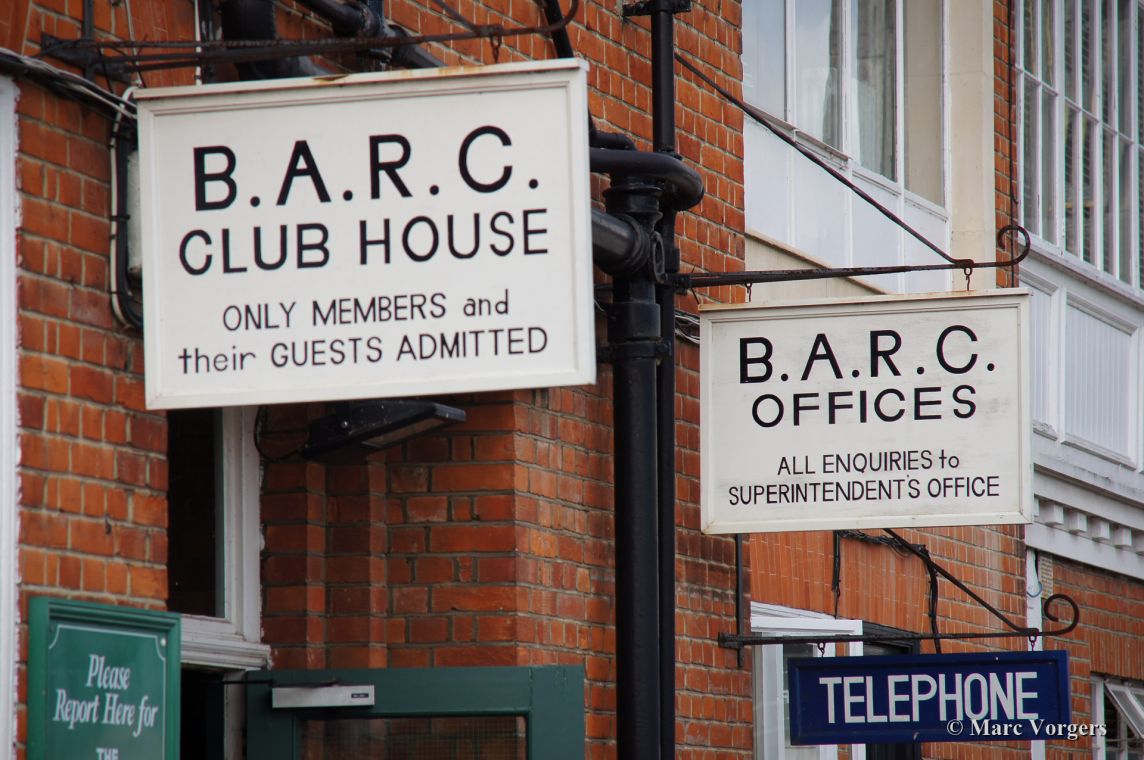 B.A.R.C.
CLUB HOUSE
ONLY MEMBERS and
their GUESTS ADMITTED
B.A.R.C.
OFFICES
ALL ENQUIRIES to
SUPERINTENDENT'S OFFICE
Please
Report Here for
THE
TELEPHONE
© Marc Vorgers